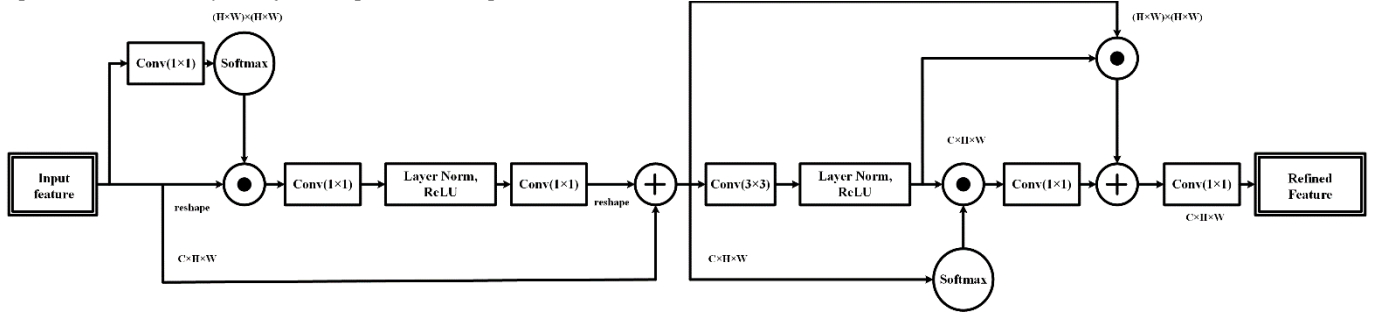 (H×W)×(H×W)
(H×W)×(H×W)
Conv(1×1)
Softmax
C×H×W
Input
feature
Conv(1×1)
Layer Norm,
ReLU
Conv(1×1)
Conv(3×3)
Layer Norm,
ReLU
Conv(1×1)
Conv(1×1)
Refined
Feature
reshape
reshape
C×H×W
C×H×W
C×H×W
Softmax